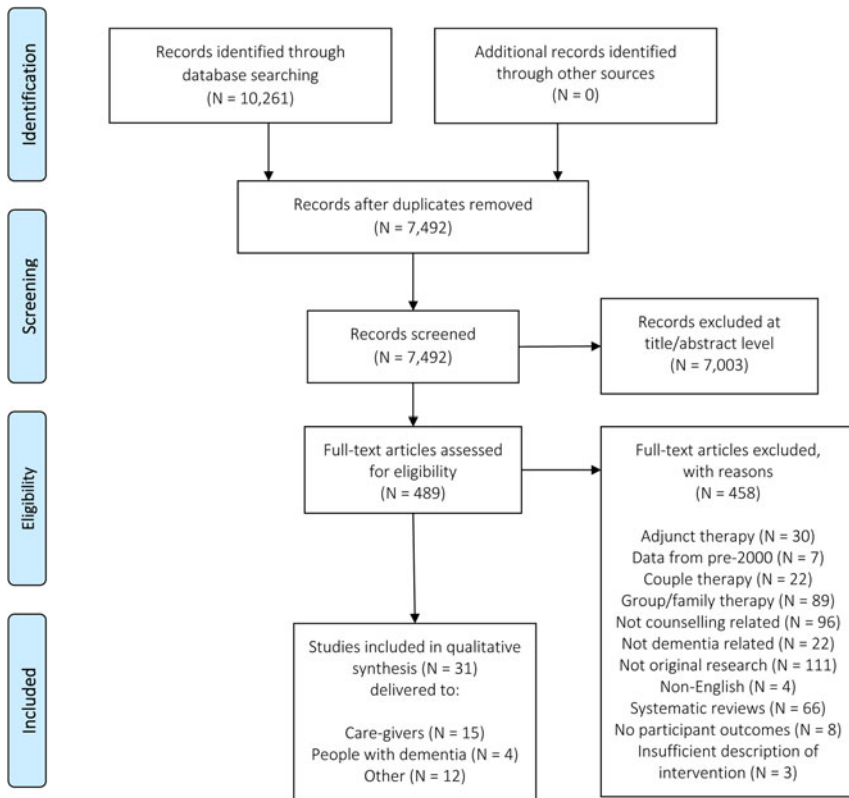 Identification
Records identified through
database searching
(N = 10,261)
Additional records identified
through other sources
(N = 0)
Records after duplicates removed
(N = 7,492)
Screening
Records screened
(N = 7,492)
Records excluded at
title/abstract level
(N = 7,003)
Eligibility
Full-text articles assessed
for eligibility
(N = 489)
Full-text articles excluded,
with reasons
(N = 458)
Adjunct therapy (N = 30)
Data from pre-2000 (N = 7)
Couple therapy (N = 22)
Group/family therapy (N = 89)
Not counselling related (N = 96)
Not dementia related (N = 22)
Not original research (N = 111)
Non-English (N = 4)
Systematic reviews (N = 66)
No participant outcomes (N = 8)
Insufficient description of
intervention (N = 3)
Included
Studies included in qualitative
synthesis (N = 31)
delivered to:
Care-givers (N = 15)
People with dementia (N = 4)
Other (N = 12)